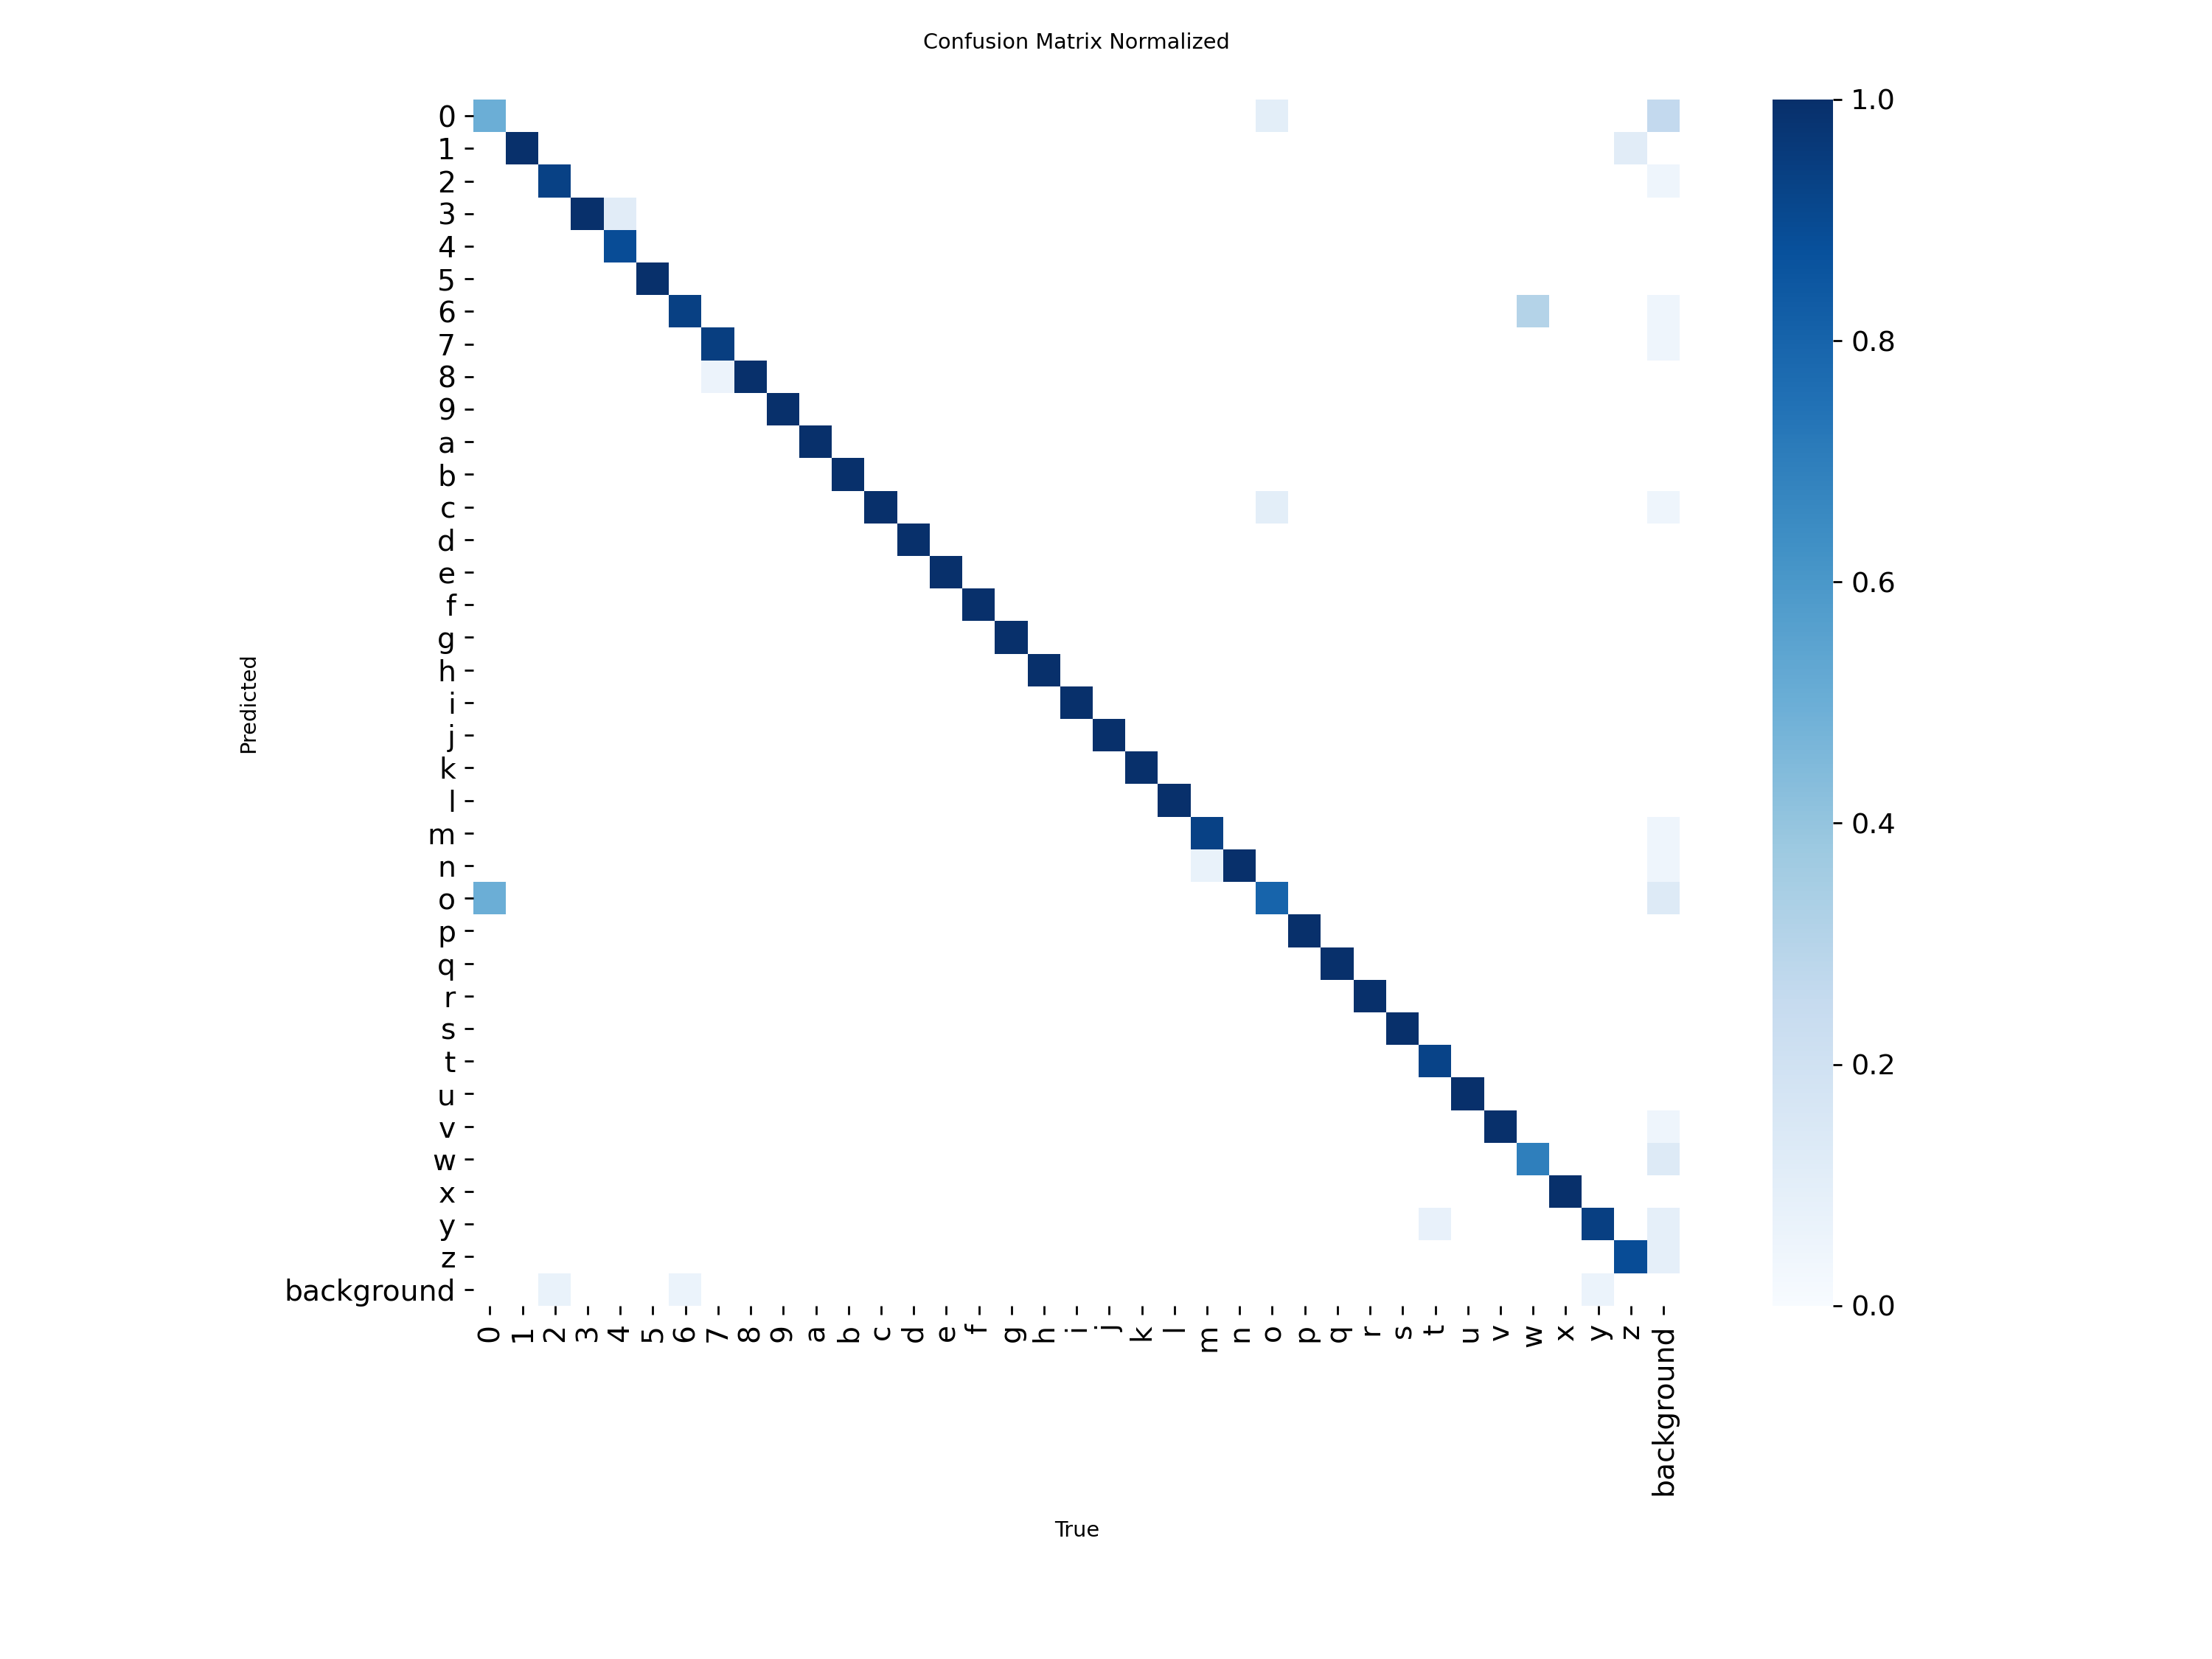 Confusion Matrix Normalized
0
1
2
3
4
5
6
7
8
9
a
b
c
d
e
f
g
h
i
j
k
l
m
n
o
p
q
r
s
t
u
v
w
x
y
z
background
Predicted
0 1 2 3 4 5 6 7 8 9 a b c d e f g h i j k l m n o p q r s t u v w x y z background
True
1.0
0.8
0.6
0.4
0.2
0.0